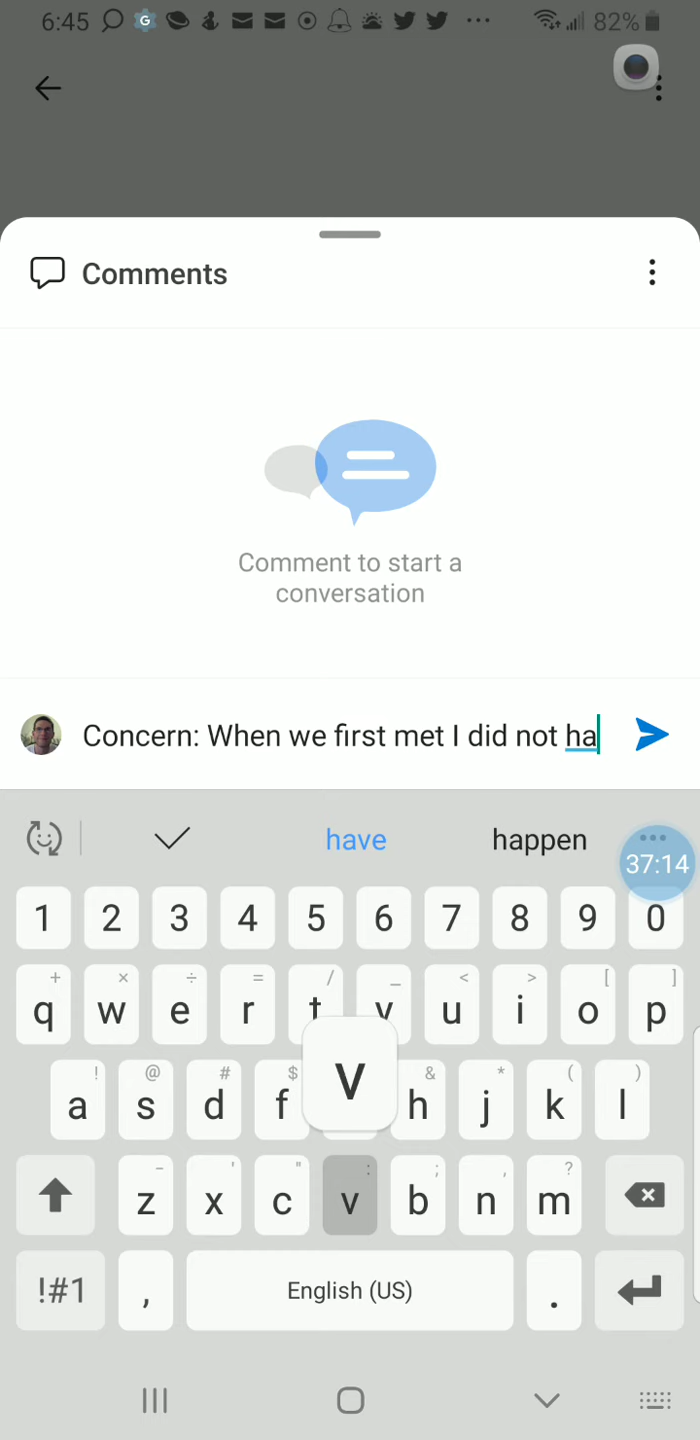 6:45 G 82%
Comments
Comment to start a
conversation
Concern: When we first met I did not ha
have happen
37:14
1 2 3 4 5 6 7 8 9 0
+ × ÷ = / _ < > [ ]
q w e r t y u i o p
! @ # $ & * ( )
a s d f V h j k l
- ' " : ; , ?
z x c v b n m
!#1 , English (US) .